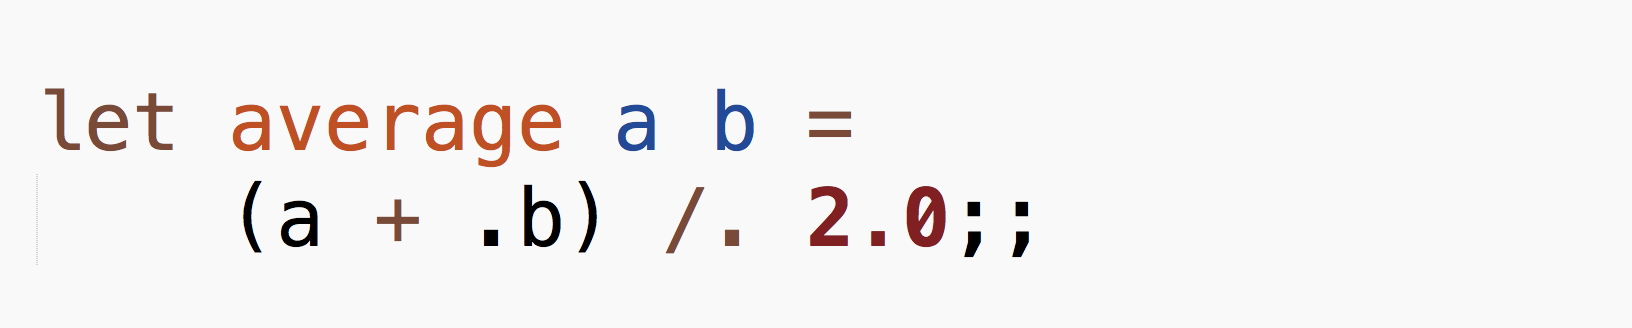 let average a b =
(a + .b) /. 2.0;;